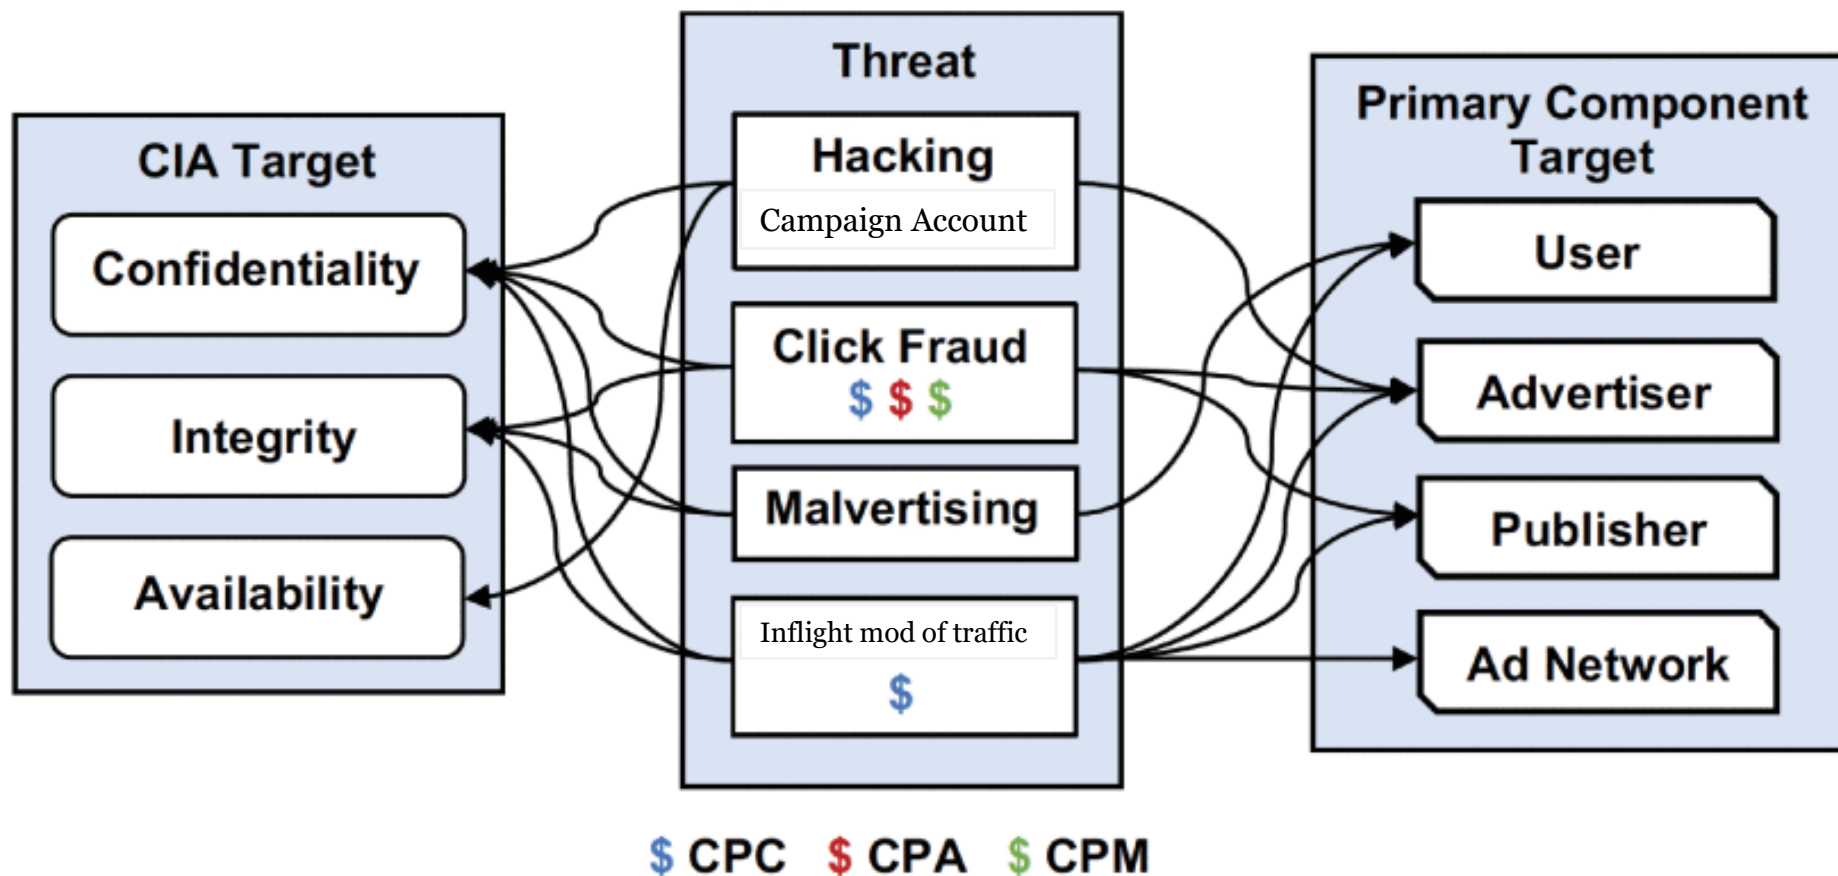 CIA Target
Confidentiality
Integrity
Availability
Threat
Hacking
Campaign Account
Click Fraud
$ $ $
Malvertising
Inflight mod of traffic
$
Primary Component
Target
User
Advertiser
Publisher
Ad Network
$ CPC $ CPA $ CPM